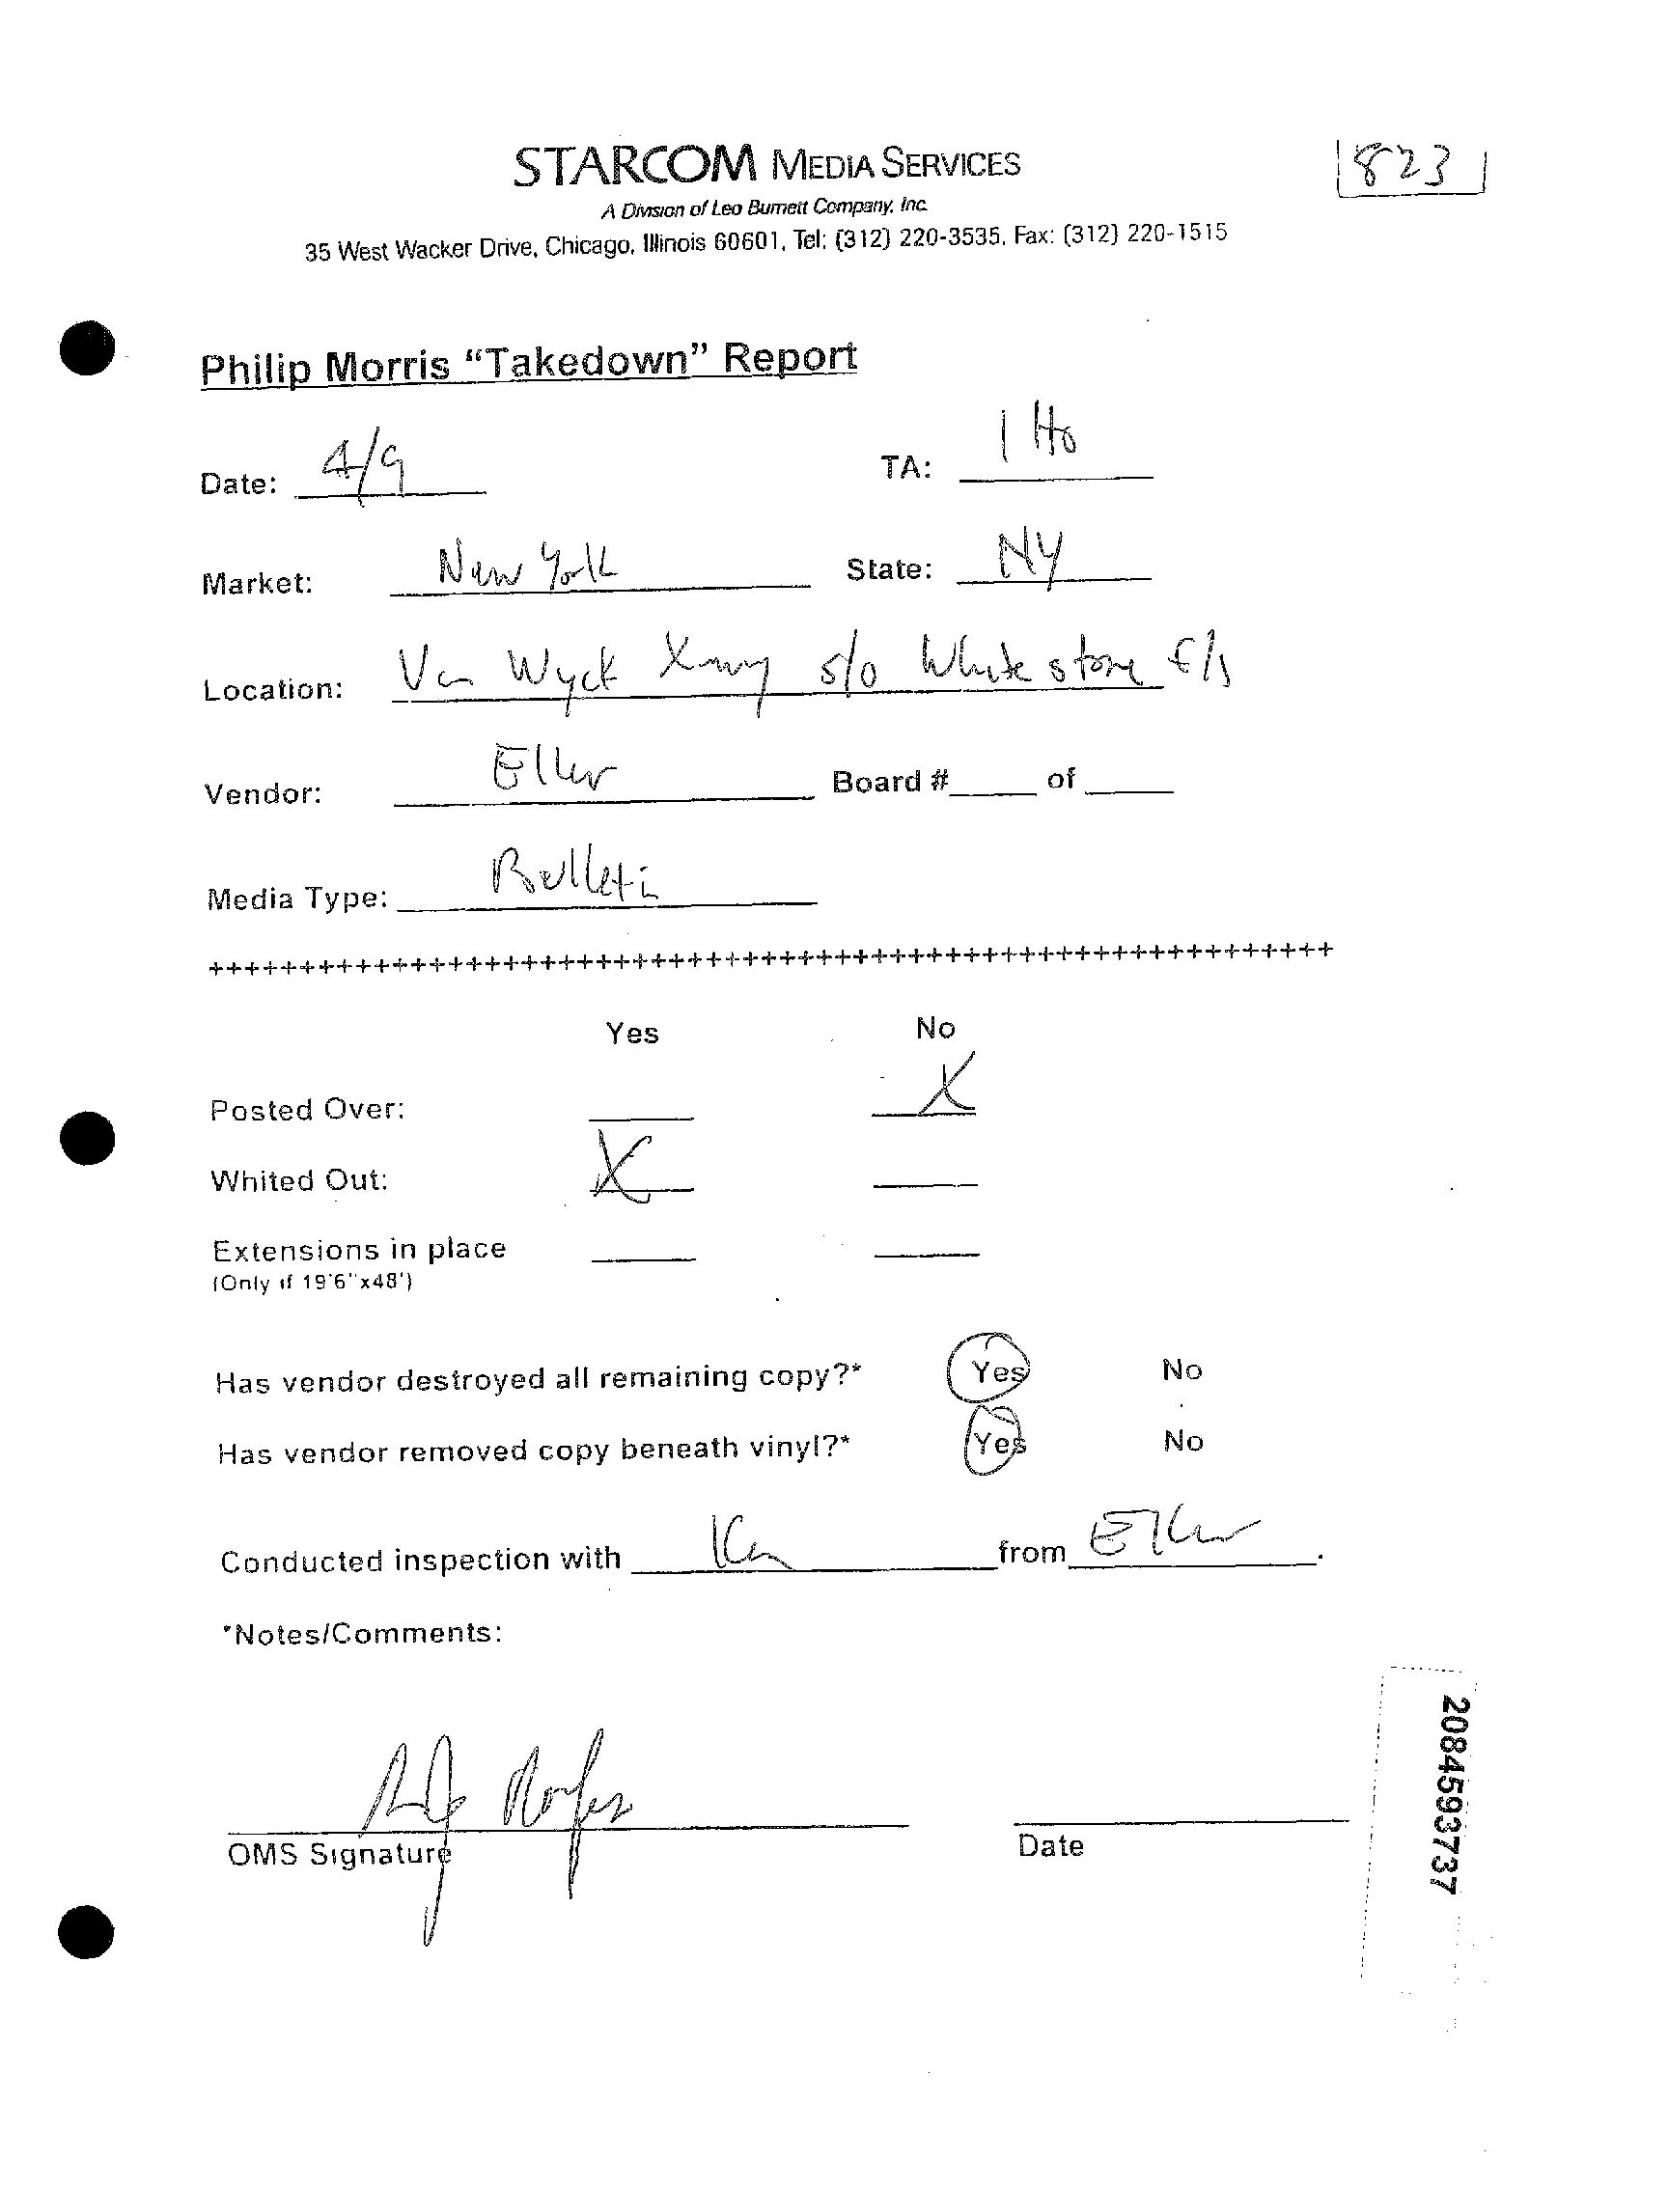 STARCOM MEDIA SERVICES
823
A Division of Leo Burnett Company, Inc.
35 West Wacker Drive, Chicago, Illinois 60601, Tel: (312) 220-3535, Fax: (312) 220-1515
Philip Morris “Takedown” Report
Date: 4/9 TA:
Market: New York State: NY
Location: Van Wyck Xwy s/o Whitestone f/s
Vendor: Eller Board # of
Media Type: Bulletin
++++++++++++++++++++++++++++++++++++++++++++++++++++++++++++++
Yes No
Posted Over: X
Whited Out: X
Extensions in place
(Only if 19'6"x48')
Has vendor destroyed all remaining copy?* Yes No
Has vendor removed copy beneath vinyl?* Yes No
Conducted inspection with Ken from Eller.
*Notes/Comments:
OMS Signature Date
2084593737